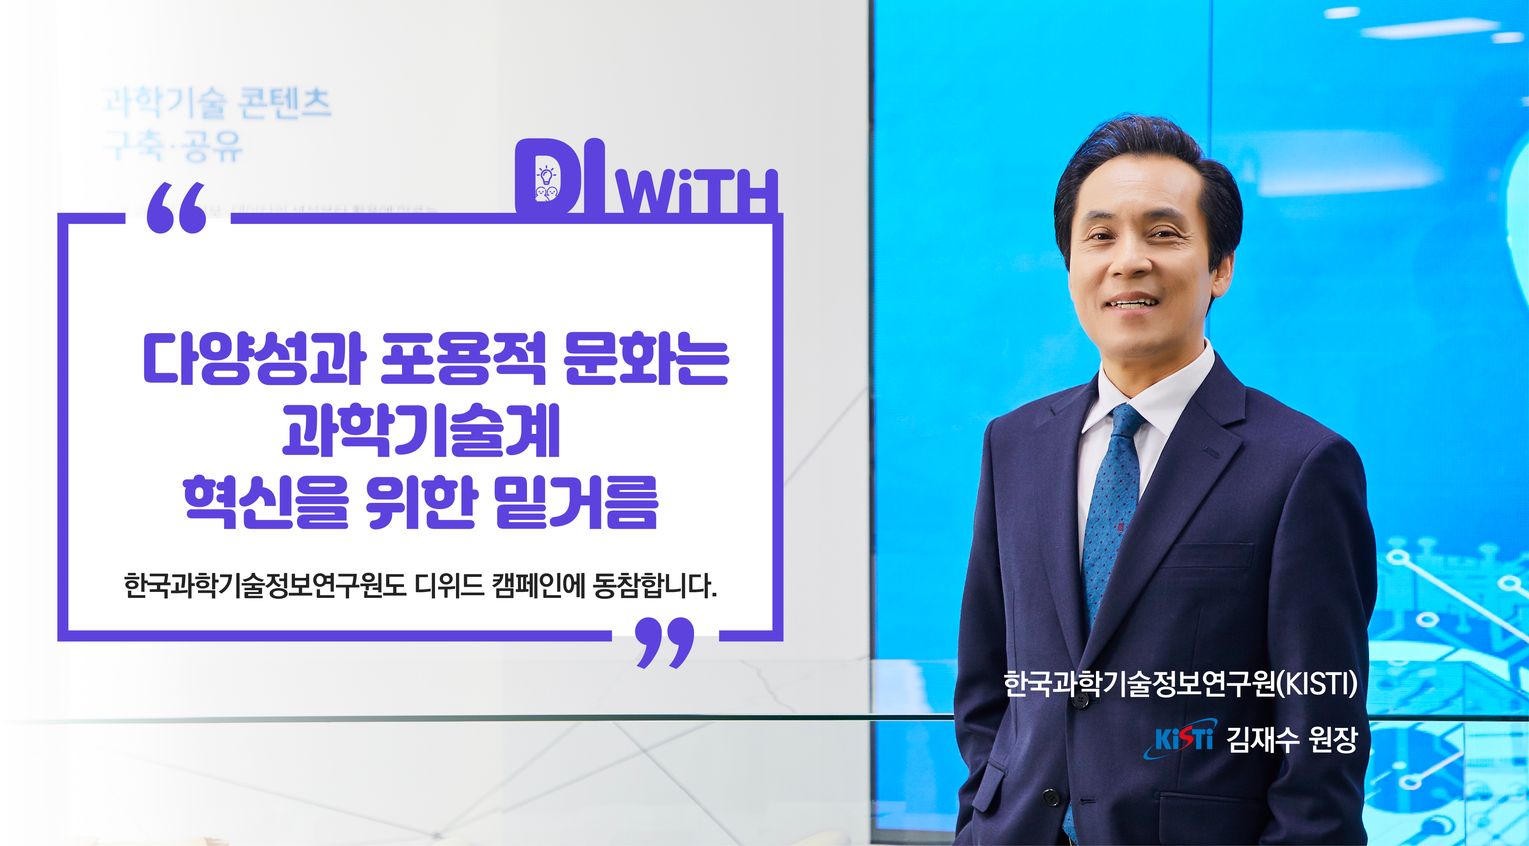 과학기술 콘텐츠
구축·공유
DI WiTH
“
다양성과 포용적 문화는
과학기술계
혁신을 위한 밑거름
한국과학기술정보연구원도 디위드 캠페인에 동참합니다.
”
한국과학기술정보연구원(KISTI)
KiSTi 김재수 원장